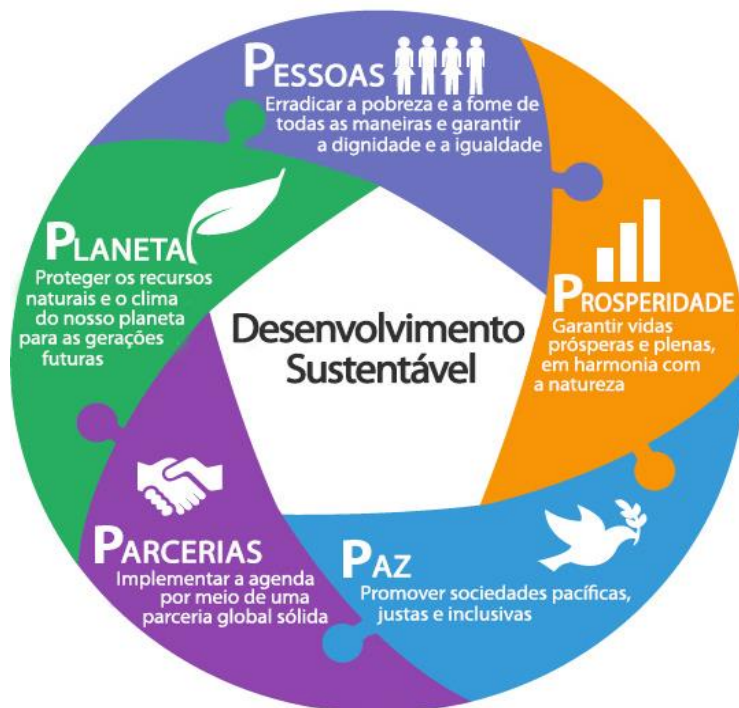 PESSOAS
Erradicar a pobreza e a fome de
todas as maneiras e garantir
a dignidade e a igualdade
PROSPERIDADE
Garantir vidas
prósperas e plenas,
em harmonia com
a natureza
PAZ
Promover sociedades pacíficas,
justas e inclusivas
PARCERIAS
Implementar a agenda
por meio de uma
parceria global sólida
PLANETA
Proteger os recursos
naturais e o clima
do nosso planeta
para as gerações
futuras
Desenvolvimento
Sustentável